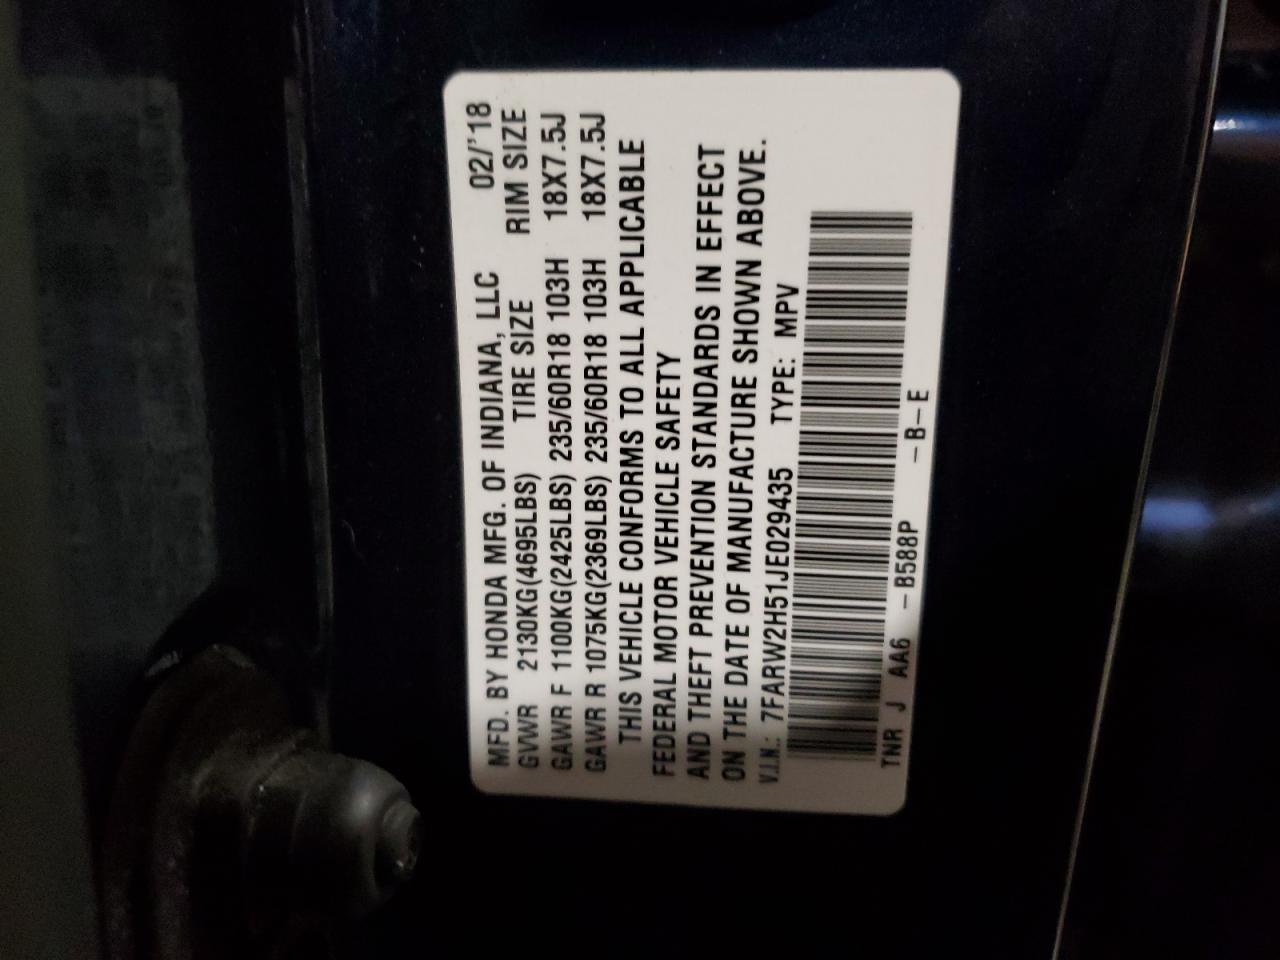 MFD. BY HONDA MFG. OF INDIANA, LLC 02/'18
GVWR 2130KG(4695LBS) TIRE SIZE RIM SIZE
GAWR F 1100KG(2425LBS) 235/60R18 103H 18X7.5J
GAWR R 1075KG(2369LBS) 235/60R18 103H 18X7.5J
THIS VEHICLE CONFORMS TO ALL APPLICABLE
FEDERAL MOTOR VEHICLE SAFETY
AND THEFT PREVENTION STANDARDS IN EFFECT
ON THE DATE OF MANUFACTURE SHOWN ABOVE.
V.I.N.: 7FARW2H51JE029435 TYPE: MPV
TNR J AA6 –B588P –B–E